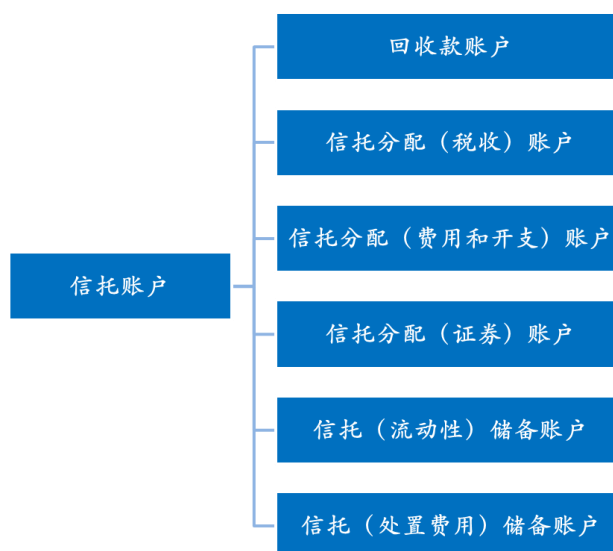 回收款账户
信托分配（税收）账户
信托分配（费用和开支）账户
信托账户
信托分配（证券）账户
信托（流动性）储备账户
信托（处置费用）储备账户